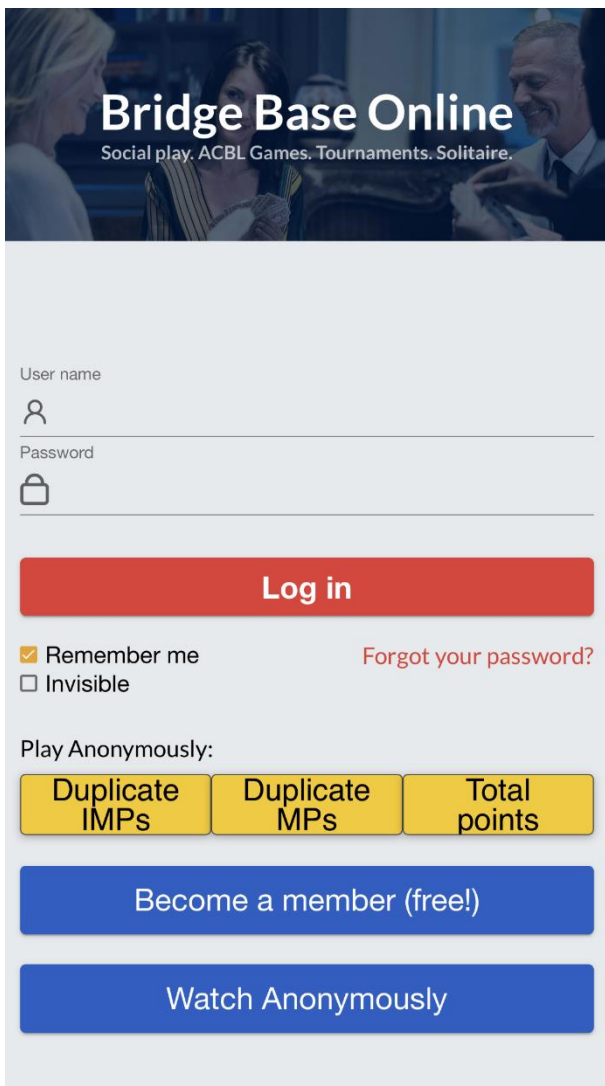 Bridge Base Online
Social play. ACBL Games. Tournaments. Solitaire.
User name
Password
Log in
Remember me
Forgot your password?
Invisible
Play Anonymously:
Duplicate IMPs
Duplicate MPs
Total points
Become a member (free!)
Watch Anonymously